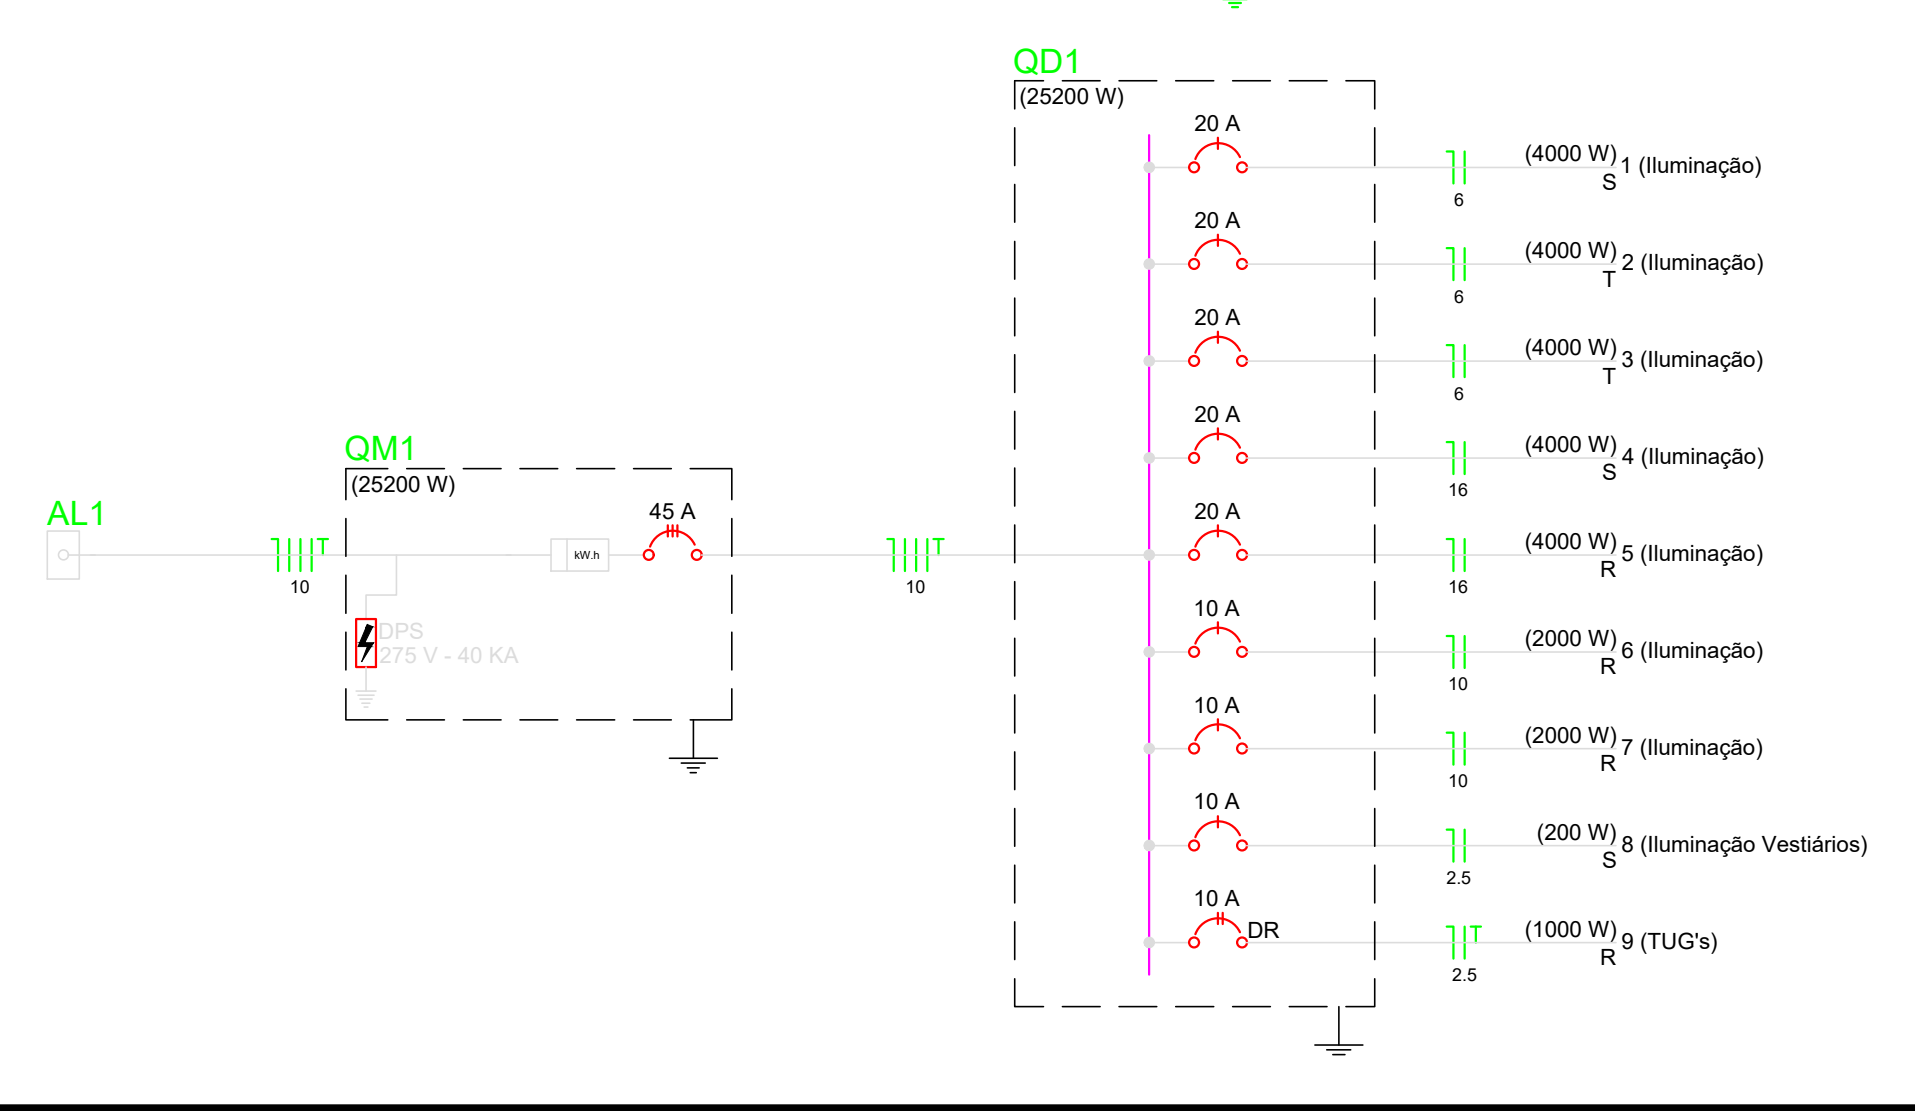 QD1
(25200 W)
20 A
(4000 W)
S
1 (Iluminação)
6
20 A
(4000 W)
T
2 (Iluminação)
6
20 A
(4000 W)
T
3 (Iluminação)
6
20 A
(4000 W)
S
4 (Iluminação)
16
QM1
(25200 W)
AL1
45 A
kW.h
T
10
T
10
DPS
275 V - 40 KA
20 A
(4000 W)
R
5 (Iluminação)
16
10 A
(2000 W)
R
6 (Iluminação)
10
10 A
(2000 W)
R
7 (Iluminação)
10
10 A
(200 W)
S
8 (Iluminação Vestiários)
2.5
10 A
DR
T
(1000 W)
R
9 (TUG's)
2.5